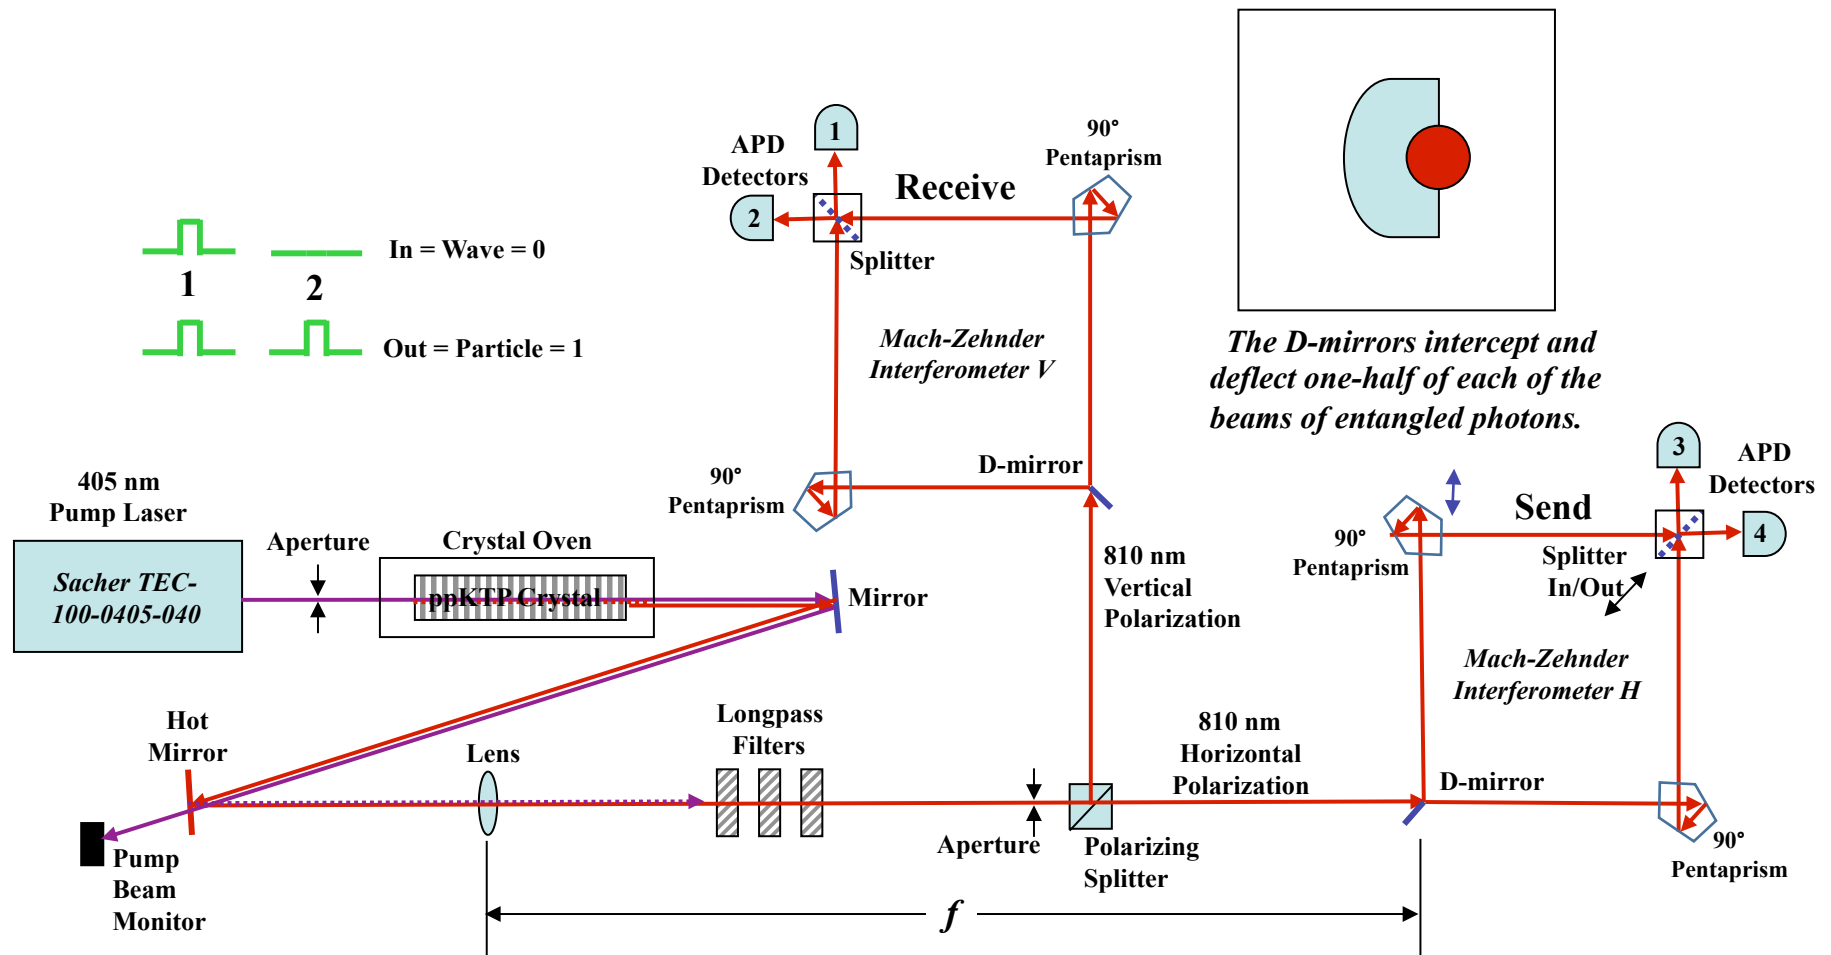 1
APD
Detectors
2
Receive
90°
Pentaprism
Splitter
In = Wave = 0
1 2
Out = Particle = 1
Mach-Zehnder
Interferometer V
The D-mirrors intercept and
deflect one-half of each of the
beams of entangled photons.
D-mirror
90°
Pentaprism
405 nm
Pump Laser
Sacher TEC-
100-0405-040
Aperture
Crystal Oven
ppKTP Crystal
Mirror
810 nm
Vertical
Polarization
3
APD
Detectors
4
Send
90°
Pentaprism
Splitter
In/Out
Mach-Zehnder
Interferometer H
Hot
Mirror
Lens
Longpass
Filters
810 nm
Horizontal
Polarization
D-mirror
Aperture
Polarizing
Splitter
90°
Pentaprism
Pump
Beam
Monitor
f